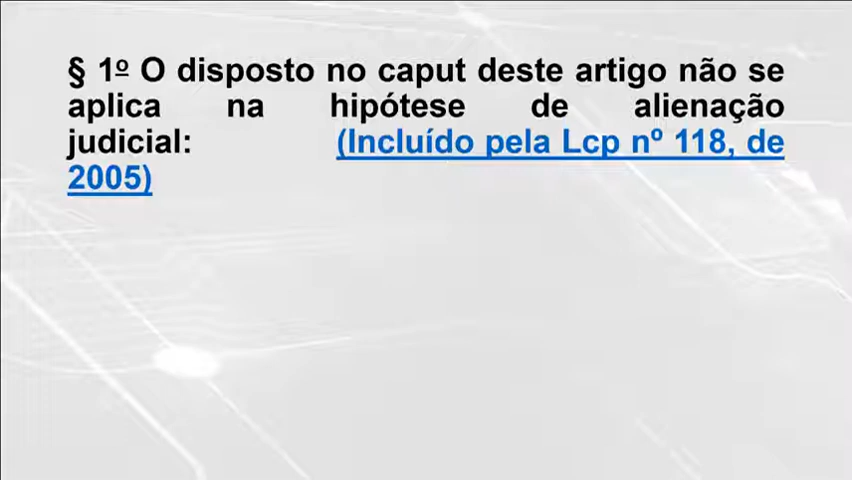 § 1º O disposto no caput deste artigo não se
aplica na hipótese de alienação
judicial: (Incluído pela Lcp nº 118, de
2005)